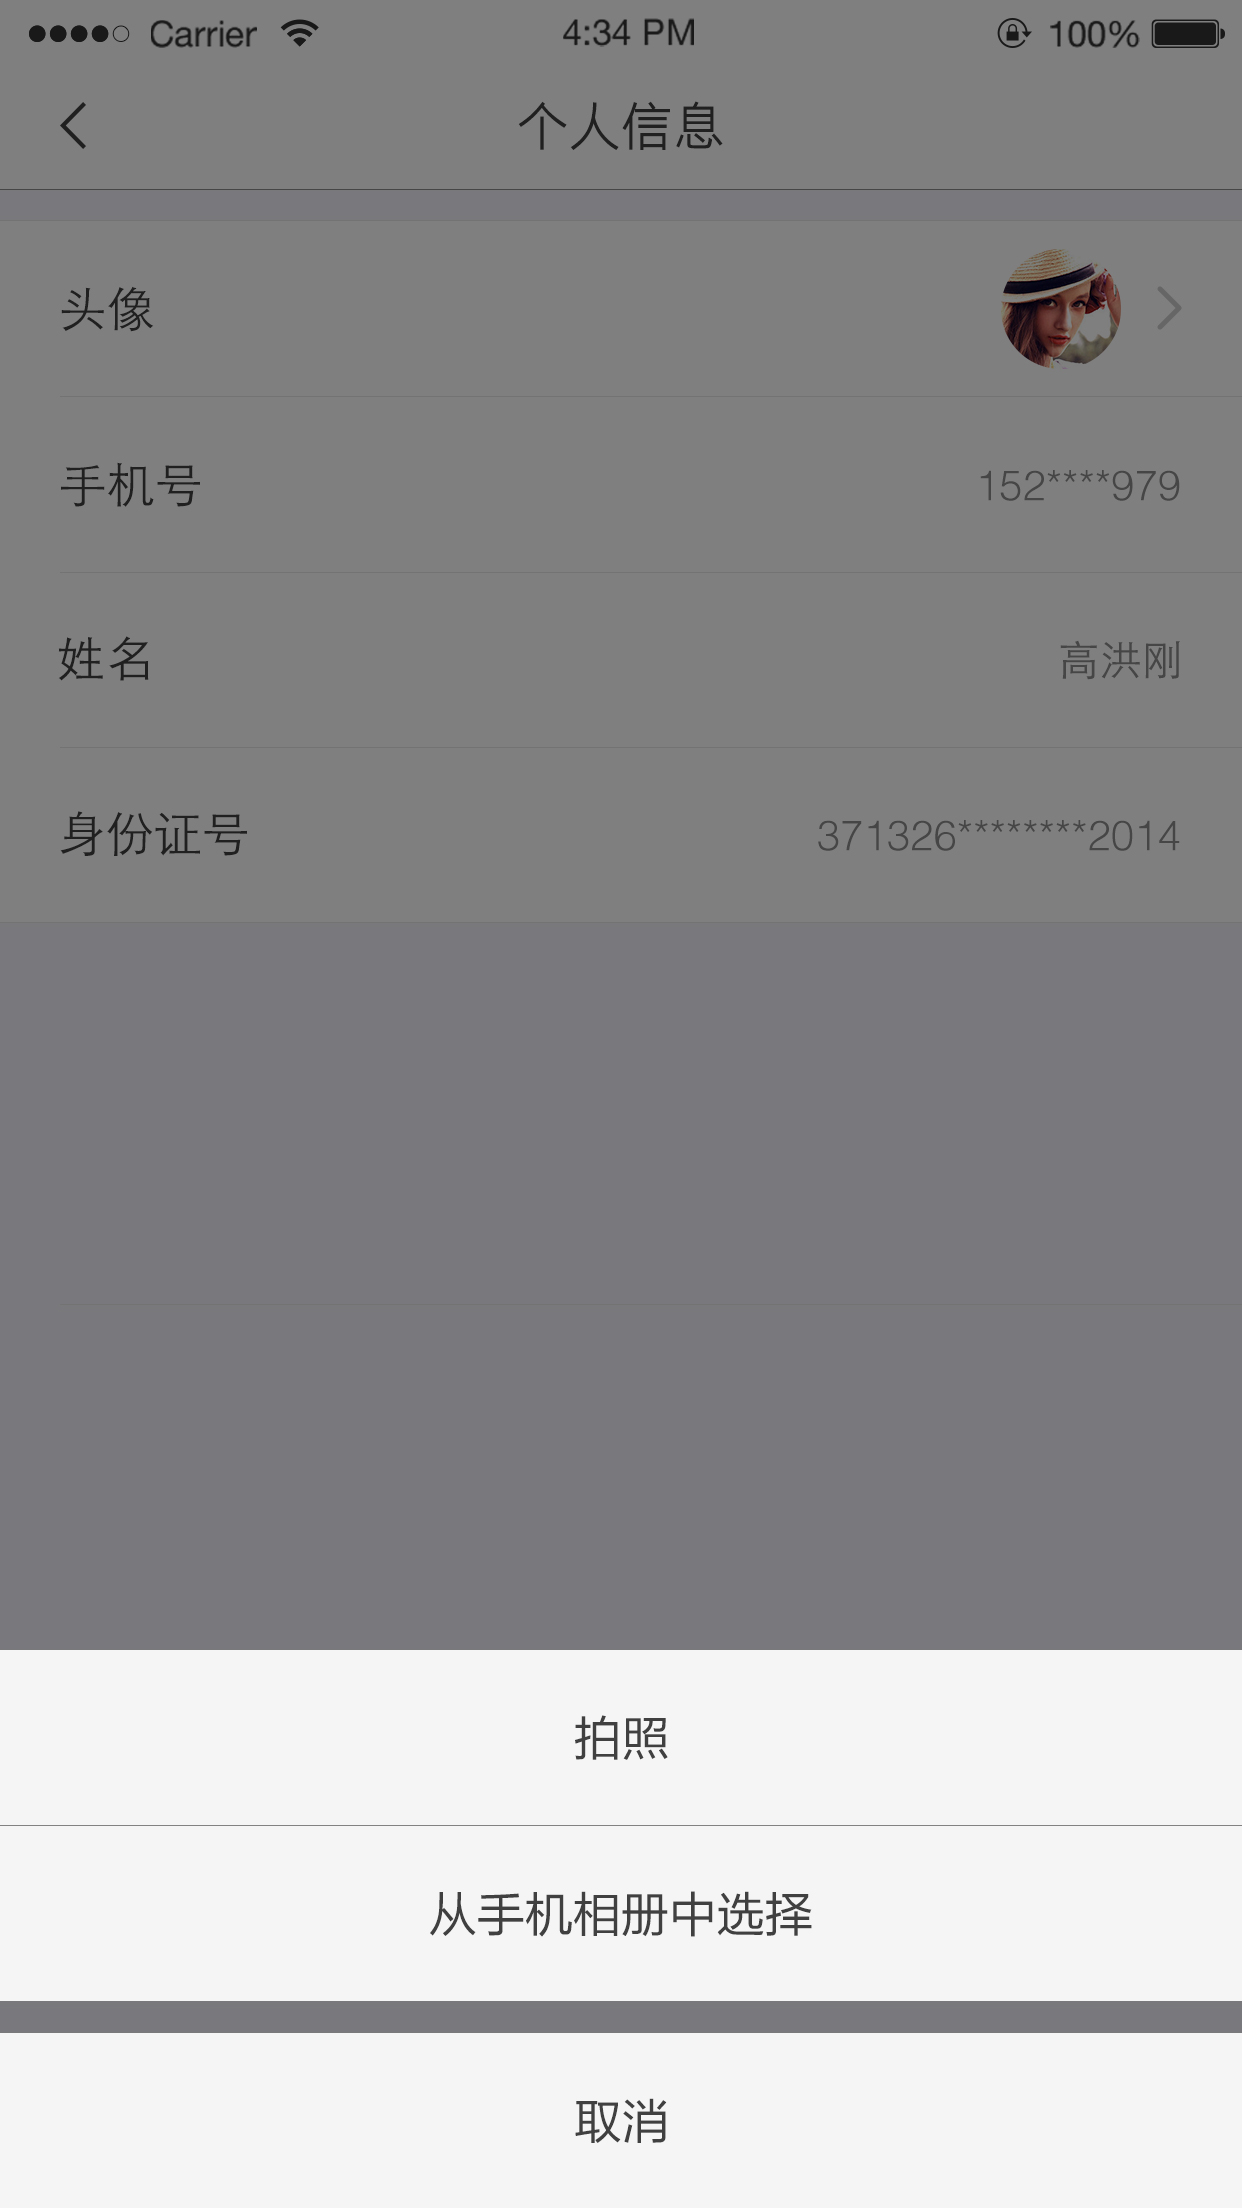 Carrier 4:34 PM 100%
个人信息
头像
手机号 152****979
姓名 高洪刚
身份证号 371326********2014
拍照
从手机相册中选择
取消